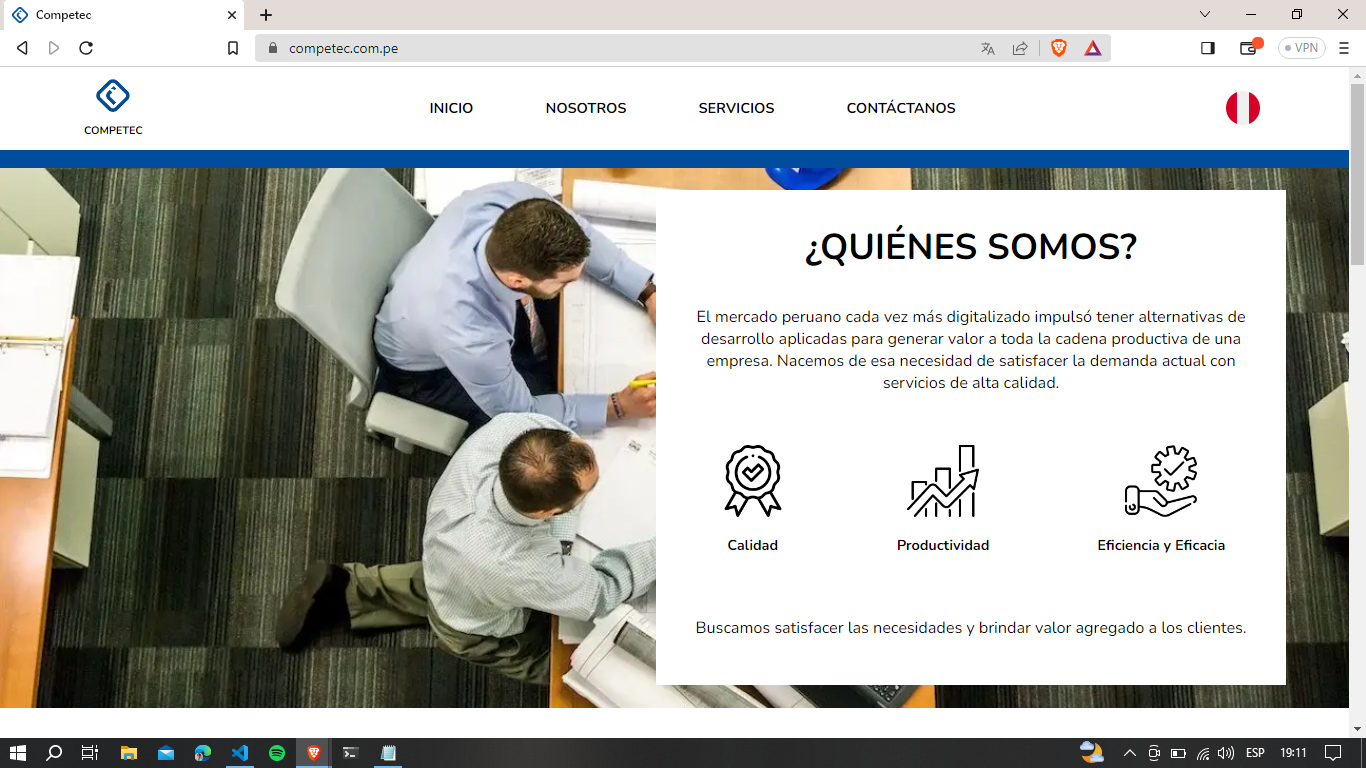 Competec
competec.com.pe
VPN
COMPETEC
INICIO
NOSOTROS
SERVICIOS
CONTÁCTANOS
¿QUIÉNES SOMOS?
El mercado peruano cada vez más digitalizado impulsó tener alternativas de
desarrollo aplicadas para generar valor a toda la cadena productiva de una
empresa. Nacemos de esa necesidad de satisfacer la demanda actual con
servicios de alta calidad.
Calidad
Productividad
Eficiencia y Eficacia
Buscamos satisfacer las necesidades y brindar valor agregado a los clientes.
ESP
19:11